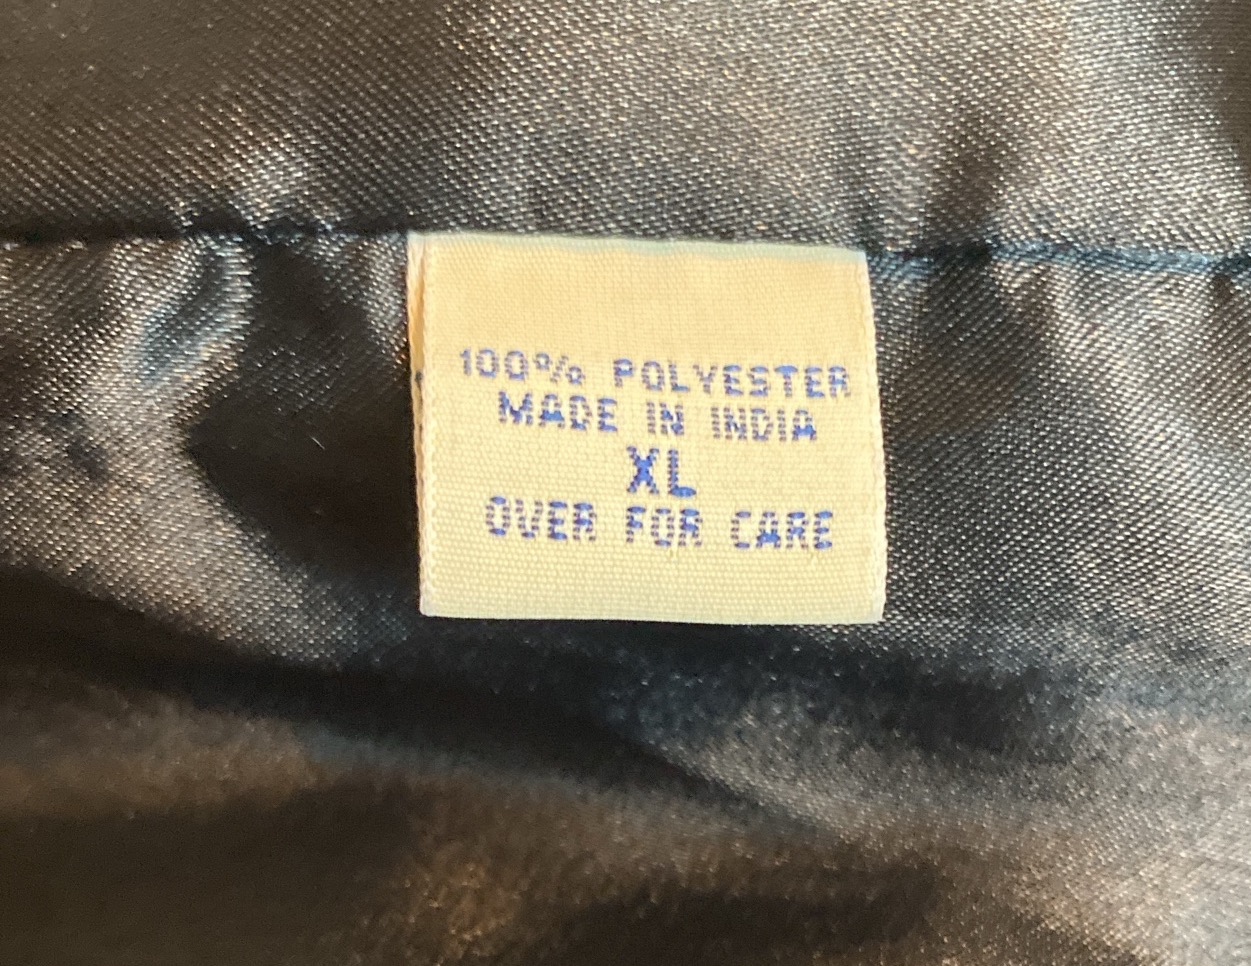 100% POLYESTER
MADE IN INDIA
XL
OVER FOR CARE